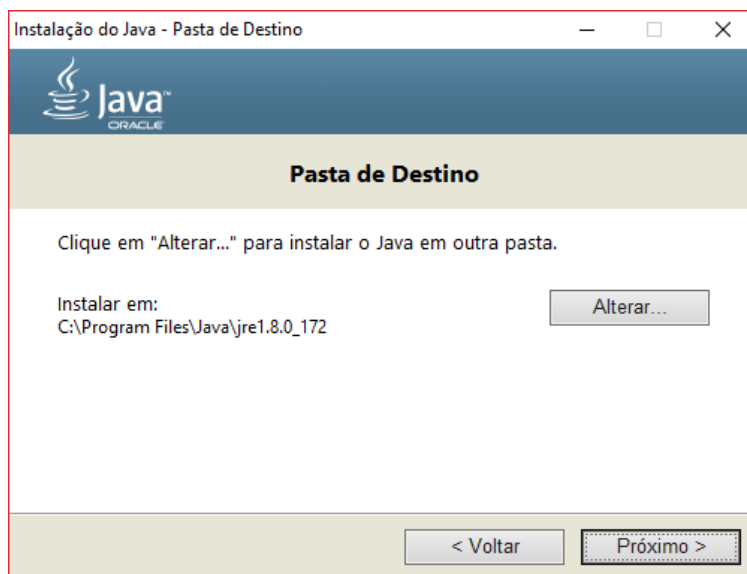 Instalação do Java - Pasta de Destino
Java™
ORACLE
Pasta de Destino
Clique em "Alterar..." para instalar o Java em outra pasta.
Instalar em:
C:\Program Files\Java\jre1.8.0_172
Alterar...
< Voltar
Próximo >